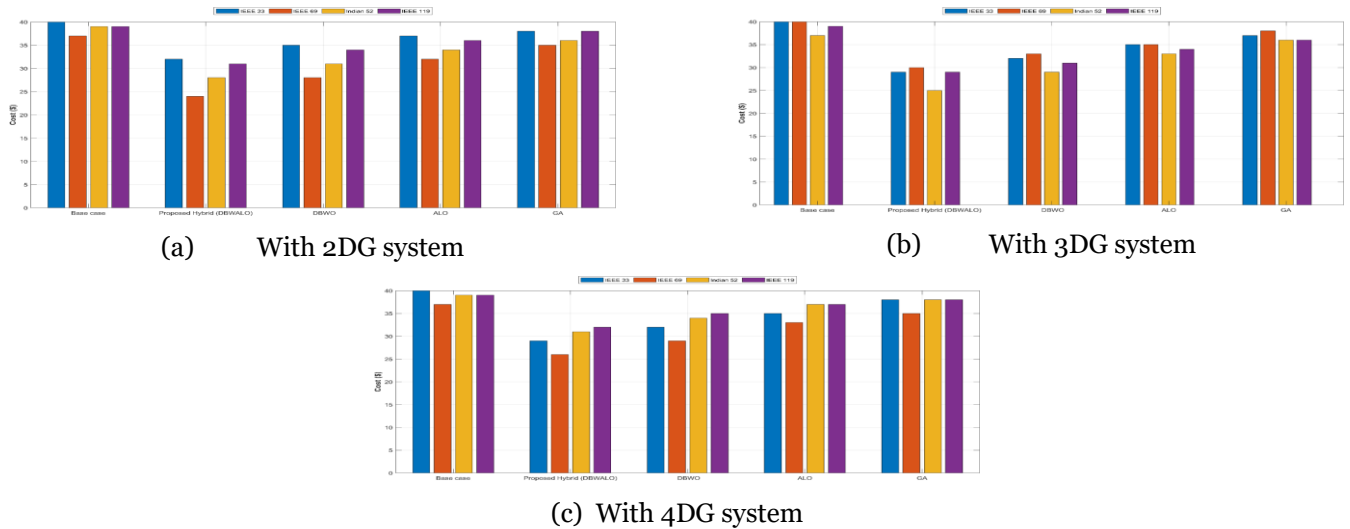 IEEE 33 IEEE 69 Indian 52 IEEE 119
40
35
30
25
20
15
10
5
0
Cost ($)
Base case Proposed Hybrid (DBWALO) DBWO ALO GA
(a) With 2DG system
IEEE 33 IEEE 69 Indian 52 IEEE 119
40
35
30
25
20
15
10
5
0
Cost ($)
Base case Proposed Hybrid (DBWALO) DBWO ALO GA
(b) With 3DG system
IEEE 33 IEEE 69 Indian 52 IEEE 119
40
35
30
25
20
15
10
5
0
Cost ($)
Base case Proposed Hybrid (DBWALO) DBWO ALO GA
(c) With 4DG system